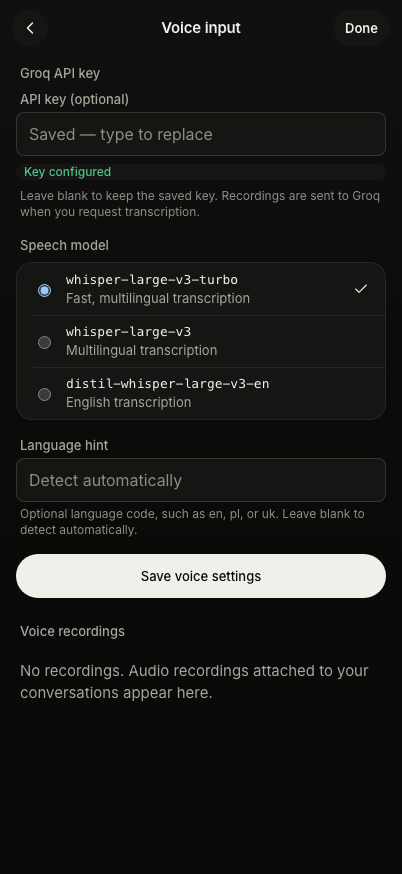 Voice input
Done
Groq API key
API key (optional)
Saved — type to replace
Key configured
Leave blank to keep the saved key. Recordings are sent to Groq
when you request transcription.
Speech model
whisper-large-v3-turbo
Fast, multilingual transcription
whisper-large-v3
Multilingual transcription
distil-whisper-large-v3-en
English transcription
Language hint
Detect automatically
Optional language code, such as en, pl, or uk. Leave blank to
detect automatically.
Save voice settings
Voice recordings
No recordings. Audio recordings attached to your
conversations appear here.